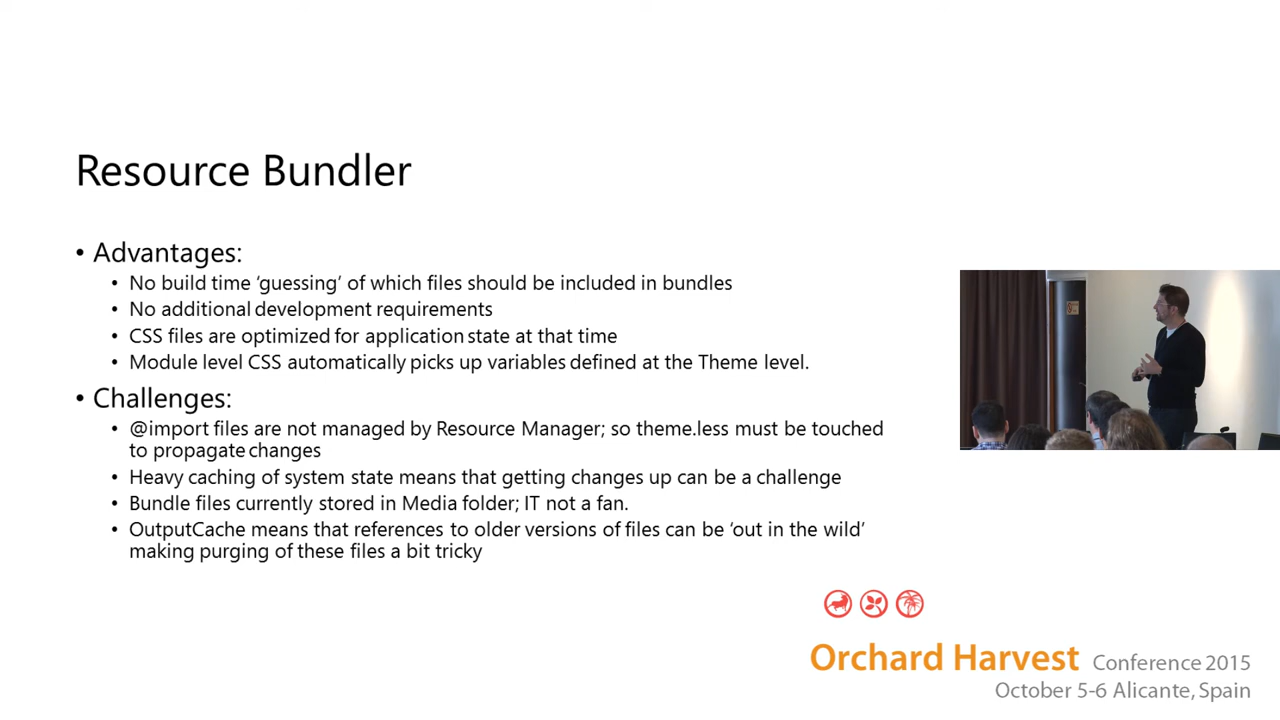 Resource Bundler
• Advantages:
• No build time ‘guessing’ of which files should be included in bundles
• No additional development requirements
• CSS files are optimized for application state at that time
• Module level CSS automatically picks up variables defined at the Theme level.
• Challenges:
• @import files are not managed by Resource Manager; so theme.less must be touched
to propagate changes
• Heavy caching of system state means that getting changes up can be a challenge
• Bundle files currently stored in Media folder; IT not a fan.
• OutputCache means that references to older versions of files can be ‘out in the wild’
making purging of these files a bit tricky
Orchard Harvest Conference 2015
October 5-6 Alicante, Spain